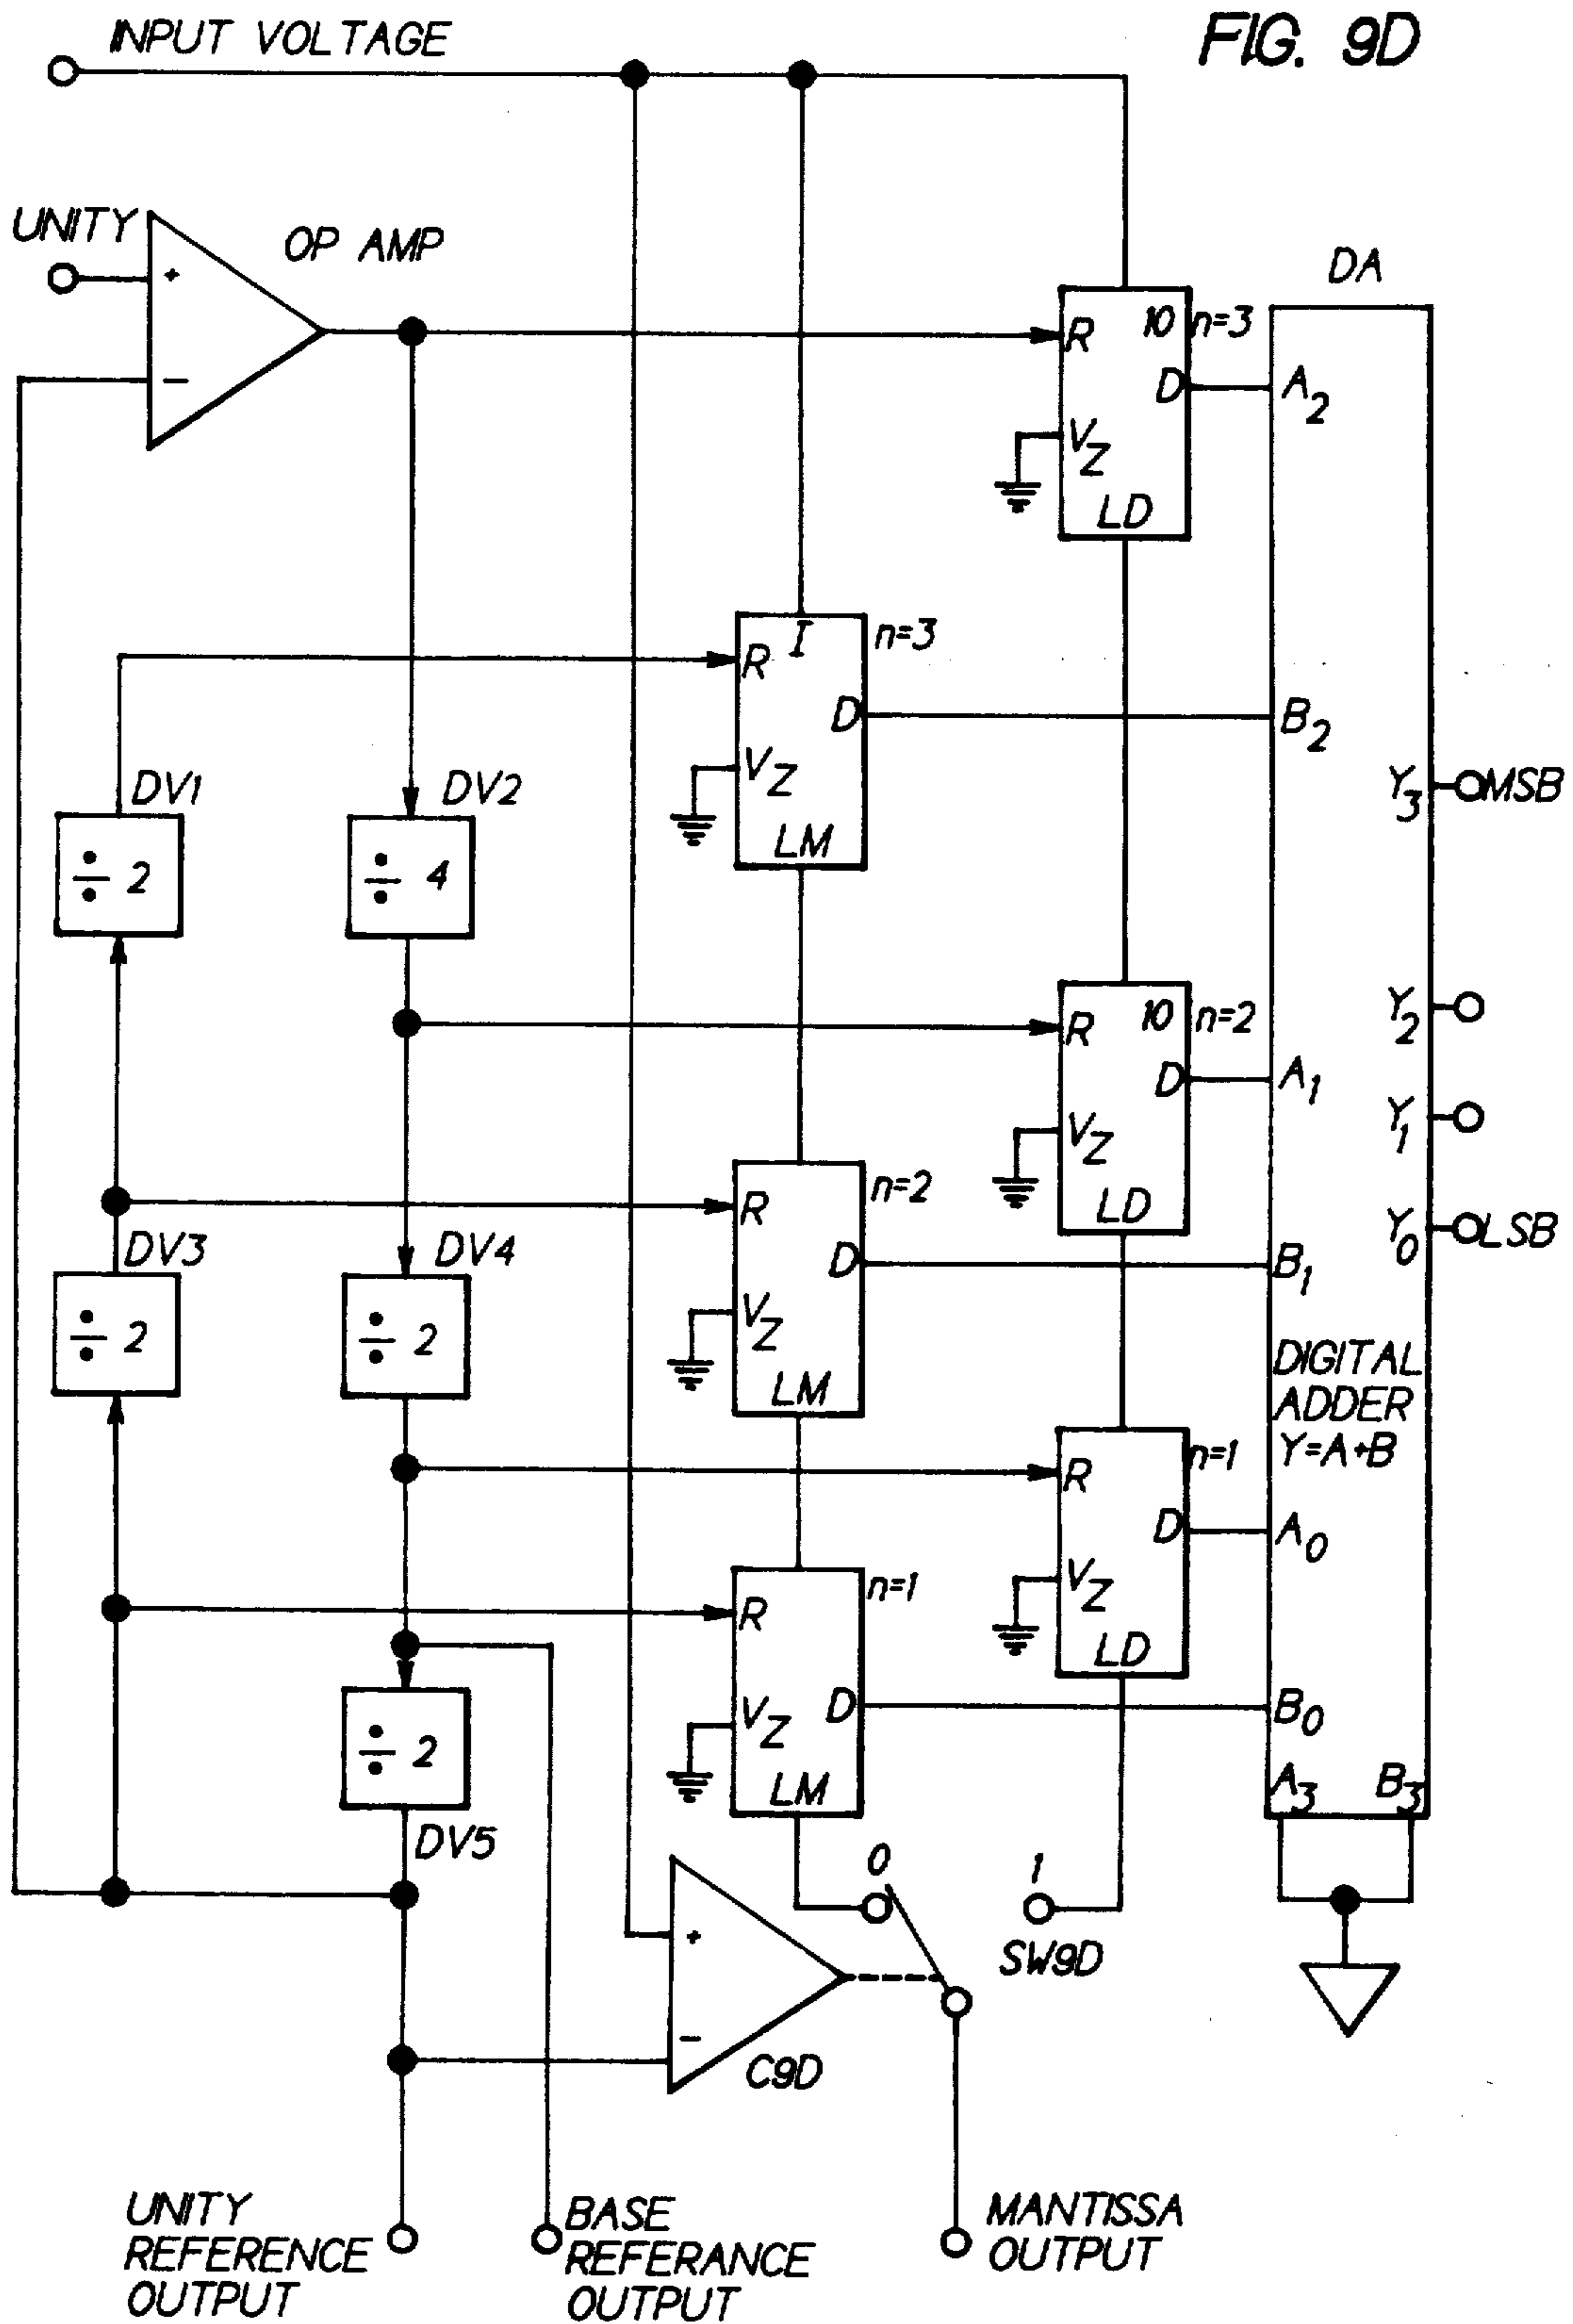 FIG. 9D
INPUT VOLTAGE
UNITY
OP AMP
+
−
DA
R
10
n=3
D
A2
VZ
LD
R
I
n=3
D
B2
VZ
LM
DV1
÷ 2
DV2
÷ 4
Y3
MSB
R
10
n=2
D
A1
VZ
LD
Y2
Y1
Y0
LSB
R
n=2
D
B1
VZ
LM
DV3
÷ 2
DV4
÷ 2
DIGITAL
ADDER
Y=A+B
R
n=1
D
A0
VZ
LD
R
n=1
D
B0
VZ
LM
÷ 2
DV5
A3
B3
0
1
SW9D
+
−
C9D
UNITY
REFERENCE
OUTPUT
BASE
REFERANCE
OUTPUT
MANTISSA
OUTPUT